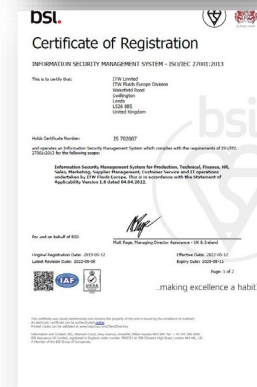 bsi.
Certificate of Registration
INFORMATION SECURITY MANAGEMENT SYSTEM - ISO/IEC 27001:2013
This is to certify that:
ITW Limited
ITW Fluids Europe Division
Wakefield Road
Swillington
Leeds
LS26 8BS
United Kingdom
Holds Certificate Number:
IS 702007
and operates an Information Security Management System which complies with the requirements of ISO/IEC
27001:2013 for the following scope:
Information Security Management System for Production, Technical, Finance, HR,
Sales, Marketing, Supplier Management, Customer Service and IT operations
undertaken by ITW Fluids Europe. This is in accordance with the Statement of
Applicability Version 1.8 dated 04.04.2022.
For and on behalf of BSI:
Matt Page, Managing Director Assurance - UK & Ireland
Original Registration Date: 2019-05-12
Effective Date: 2022-05-12
Latest Revision Date: 2022-05-05
Expiry Date: 2025-05-11
Page: 1 of 2
IAF
UKAS
...making excellence a habit